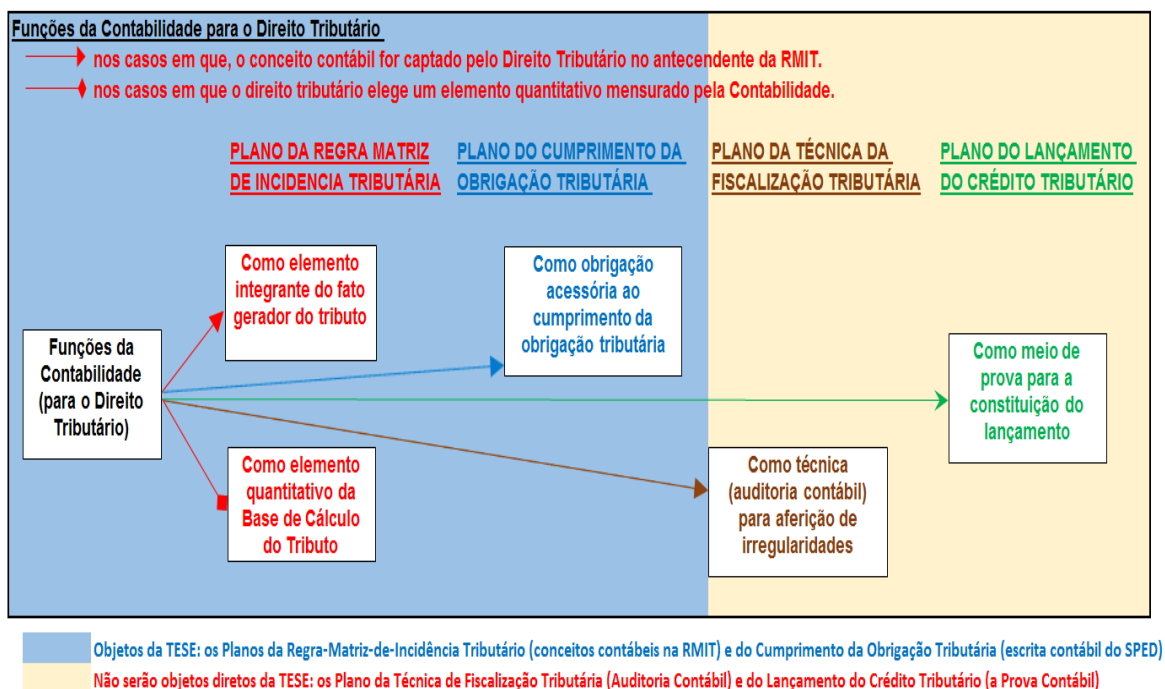 Funções da Contabilidade para o Direito Tributário
nos casos em que, o conceito contábil for captado pelo Direito Tributário no antecedente da RMIT.
nos casos em que o direito tributário elege um elemento quantitativo mensurado pela Contabilidade.
PLANO DA REGRA MATRIZ
DE INCIDENCIA TRIBUTÁRIA
PLANO DO CUMPRIMENTO DA
OBRIGAÇÃO TRIBUTÁRIA
PLANO DA TÉCNICA DA
FISCALIZAÇÃO TRIBUTÁRIA
PLANO DO LANÇAMENTO
DO CRÉDITO TRIBUTÁRIO
Como elemento
integrante do fato
gerador do tributo
Como obrigação
acessória ao
cumprimento da
obrigação tributária
Funções da
Contabilidade
(para o Direito
Tributário)
Como meio de
prova para a
constituição do
lançamento
Como elemento
quantitativo da
Base de Cálculo
do Tributo
Como técnica
(auditoria contábil)
para aferição de
irregularidades
Objetos da TESE: os Planos da Regra-Matriz-de-Incidência Tributário (conceitos contábeis na RMIT) e do Cumprimento da Obrigação Tributária (escrita contábil do SPED)
Não serão objetos diretos da TESE: os Plano da Técnica de Fiscalização Tributária (Auditoria Contábil) e do Lançamento do Crédito Tributário (a Prova Contábil)